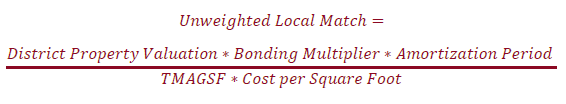 Unweighted Local Match =
District Property Valuation * Bonding Multiplier * Amortization Period
TMAGSF * Cost per Square Foot